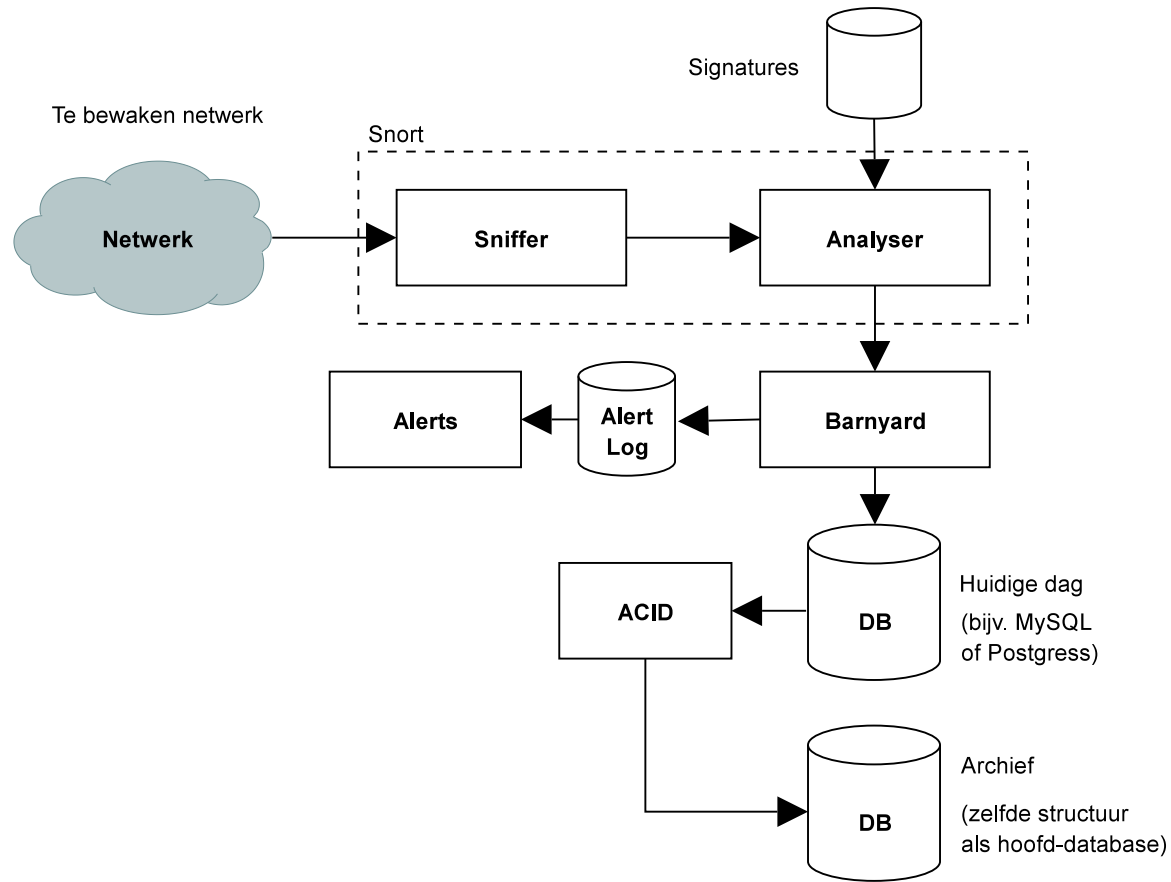 Signatures
Te bewaken netwerk
Snort
Netwerk
Sniffer
Analyser
Alerts
Alert
Log
Barnyard
ACID
DB
Huidige dag
(bijv. MySQL
of Postgress)
DB
Archief
(zelfde structuur
als hoofd-database)